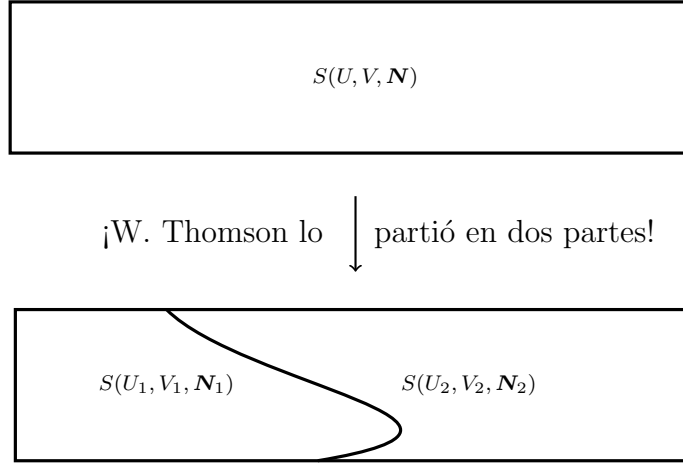 S(U, V, N)
¡W. Thomson lo partió en dos partes!
S(U₁, V₁, N₁) S(U₂, V₂, N₂)